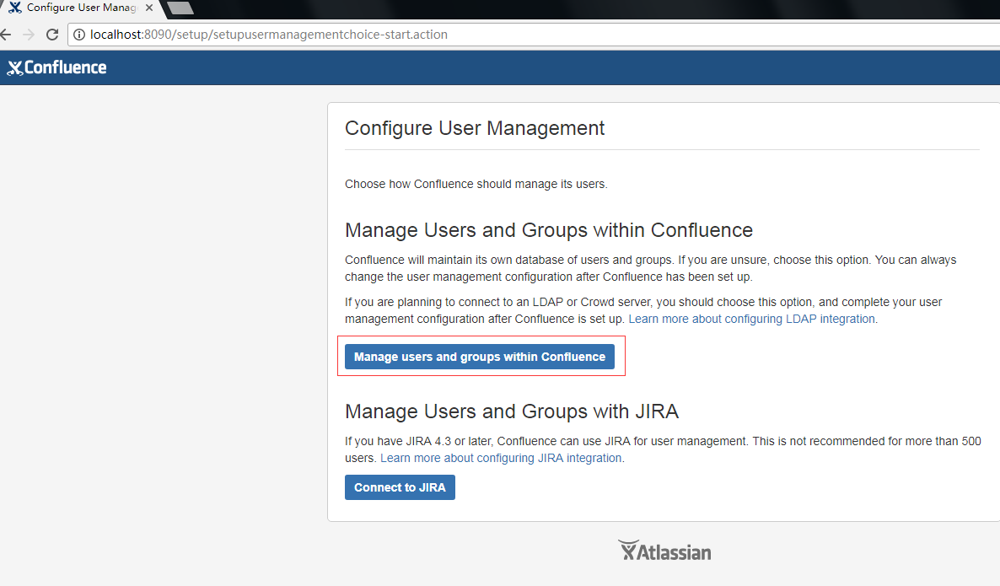 Configure User Manag
localhost:8090/setup/setupusermanagementchoice-start.action
Confluence
Configure User Management
Choose how Confluence should manage its users.
Manage Users and Groups within Confluence
Confluence will maintain its own database of users and groups. If you are unsure, choose this option. You can always
change the user management configuration after Confluence has been set up.
If you are planning to connect to an LDAP or Crowd server, you should choose this option, and complete your user
management configuration after Confluence is set up. Learn more about configuring LDAP integration.
Manage users and groups within Confluence
Manage Users and Groups with JIRA
If you have JIRA 4.3 or later, Confluence can use JIRA for user management. This is not recommended for more than 500
users. Learn more about configuring JIRA integration.
Connect to JIRA
Atlassian